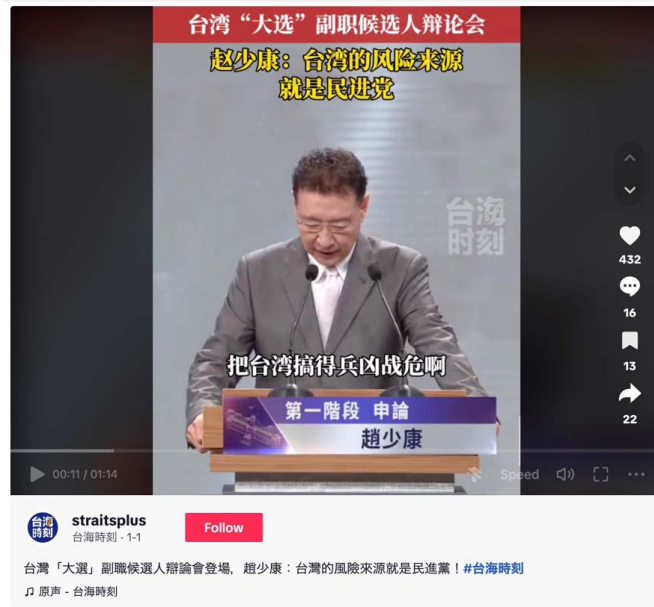 台湾“大选”副职候选人辩论会
赵少康：台湾的风险来源
就是民进党
台海
时刻
把台湾搞得兵凶战危啊
第一階段 申論
趙少康
432
16
13
22
00:11 / 01:14
Speed
台海
時刻
straitsplus
台海時刻 · 1-1
Follow
台灣「大選」副職候選人辯論會登場，趙少康：台灣的風險來源就是民進黨！#台海時刻
原声 - 台海時刻